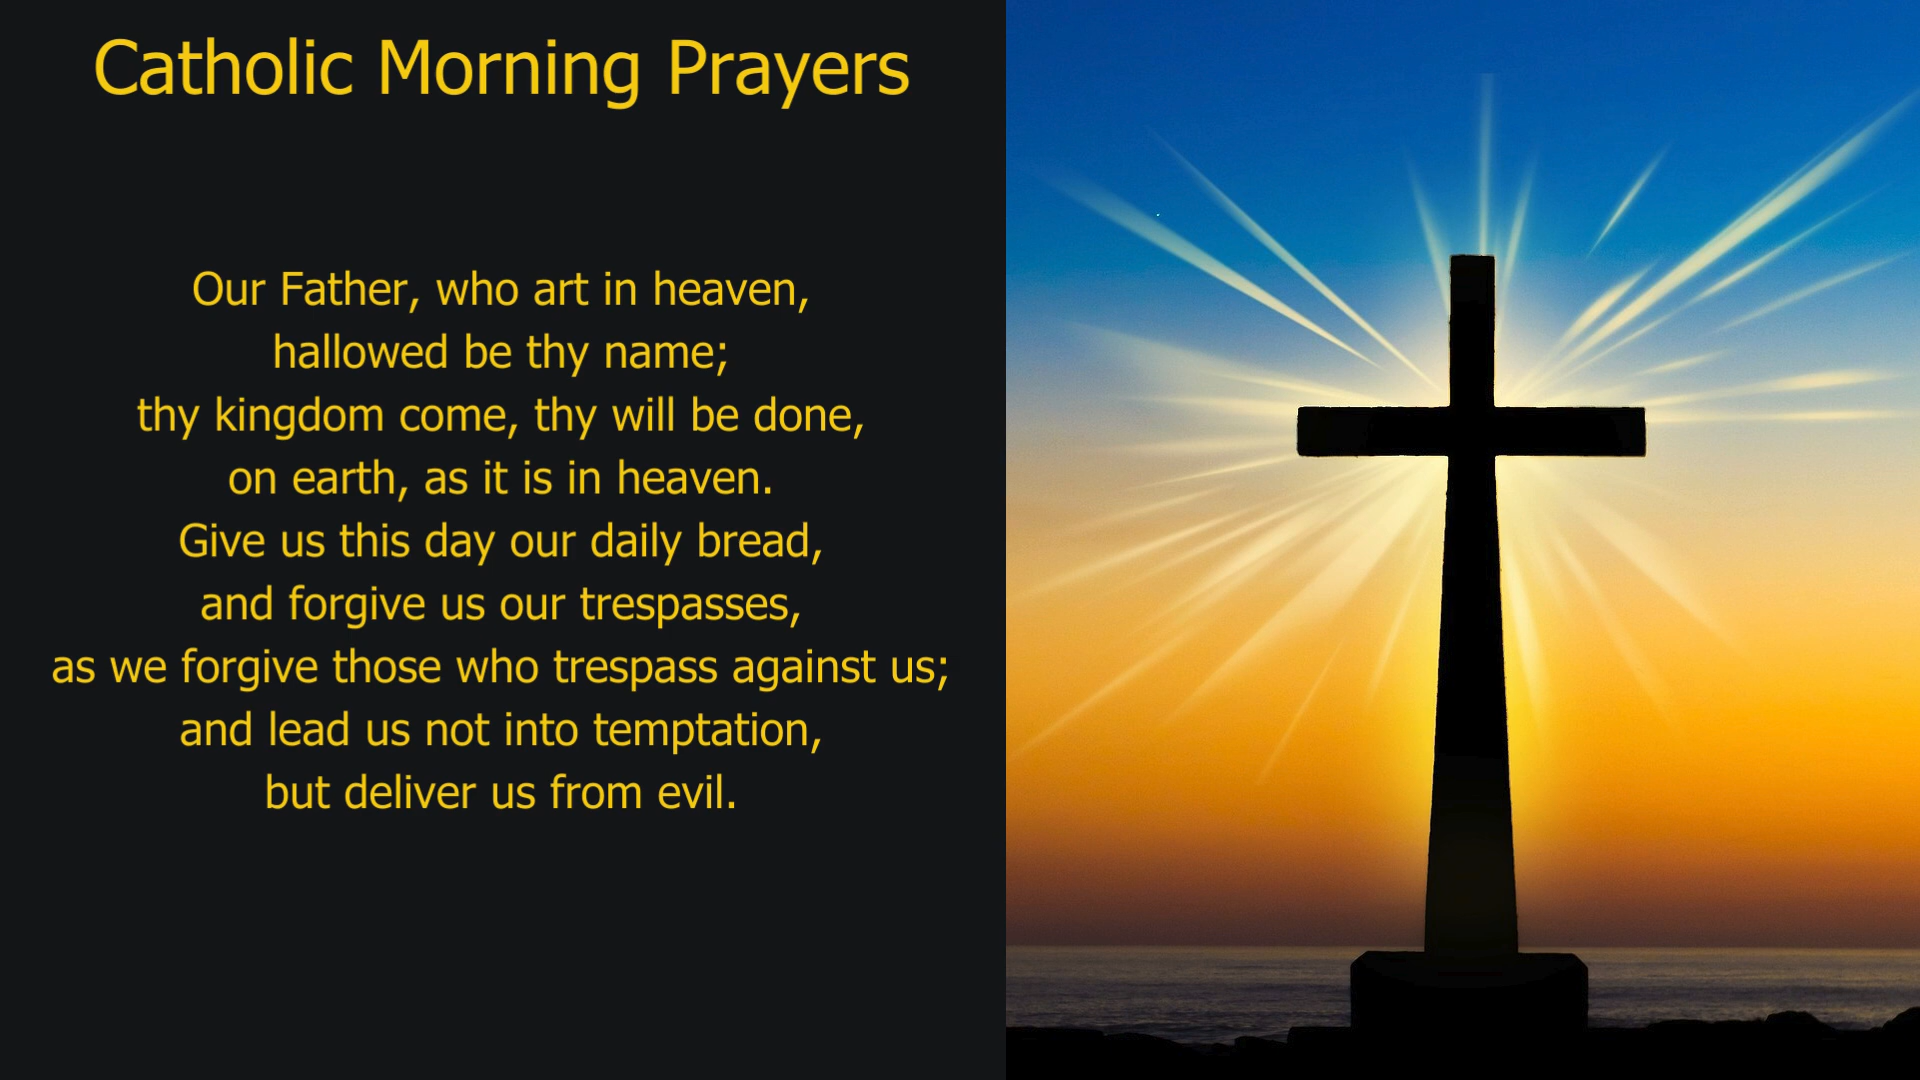 Catholic Morning Prayers
Our Father, who art in heaven,
hallowed be thy name;
thy kingdom come, thy will be done,
on earth, as it is in heaven.
Give us this day our daily bread,
and forgive us our trespasses,
as we forgive those who trespass against us;
and lead us not into temptation,
but deliver us from evil.